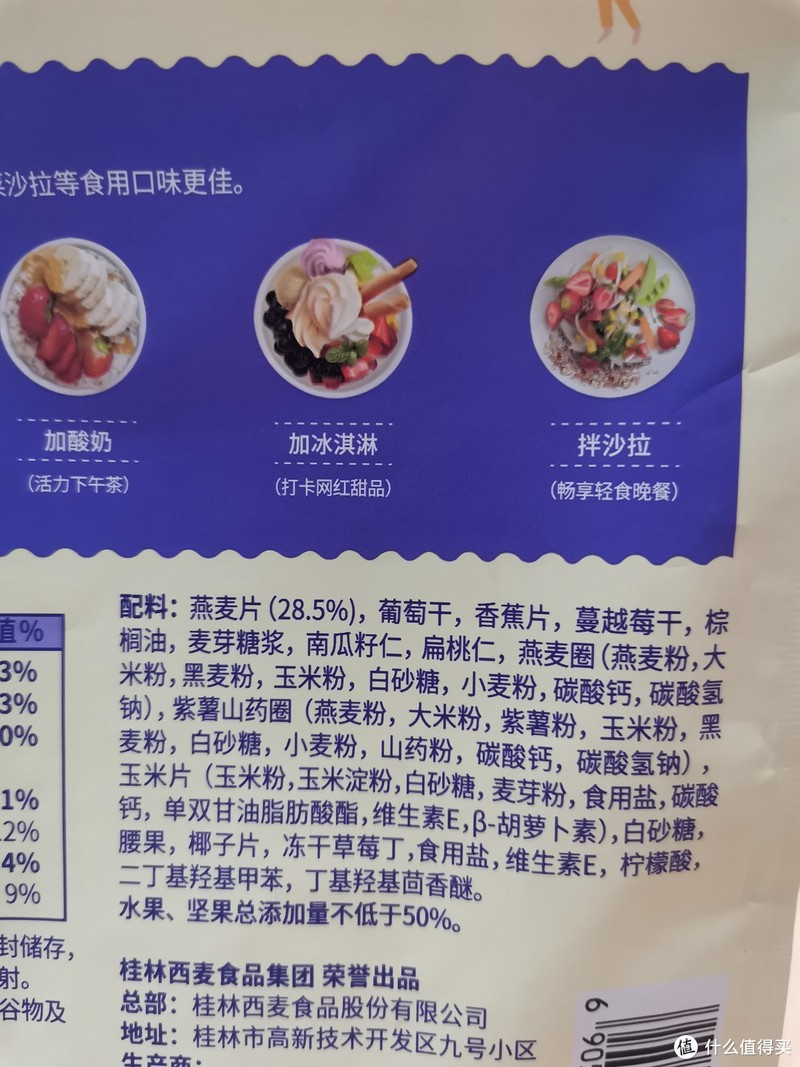 沙拉等食用口味更佳。
加酸奶
(活力下午茶)
加冰淇淋
(打卡网红甜品)
拌沙拉
(畅享轻食晚餐)
值%
3%
3%
0%
1%
2%
4%
9%
封储存，
射。
谷物及
配料：燕麦片(28.5%)，葡萄干，香蕉片，蔓越莓干，棕
榈油，麦芽糖浆，南瓜籽仁，扁桃仁，燕麦圈(燕麦粉,大
米粉,黑麦粉，玉米粉，白砂糖，小麦粉,碳酸钙,碳酸氢
钠)，紫薯山药圈（燕麦粉，大米粉，紫薯粉，玉米粉，黑
麦粉，白砂糖，小麦粉，山药粉，碳酸钙，碳酸氢钠)，
玉米片（玉米粉,玉米淀粉,白砂糖,麦芽粉,食用盐,碳酸
钙，单双甘油脂肪酸酯,维生素E,β-胡萝卜素),白砂糖，
腰果，椰子片，冻干草莓丁,食用盐,维生素E，柠檬酸，
二丁基羟基甲苯，丁基羟基茴香醚。
水果、坚果总添加量不低于50%。
桂林西麦食品集团 荣誉出品
总部：桂林西麦食品股份有限公司
地址：桂林市高新技术开发区九号小区
生产商：
6 90
值 什么值得买